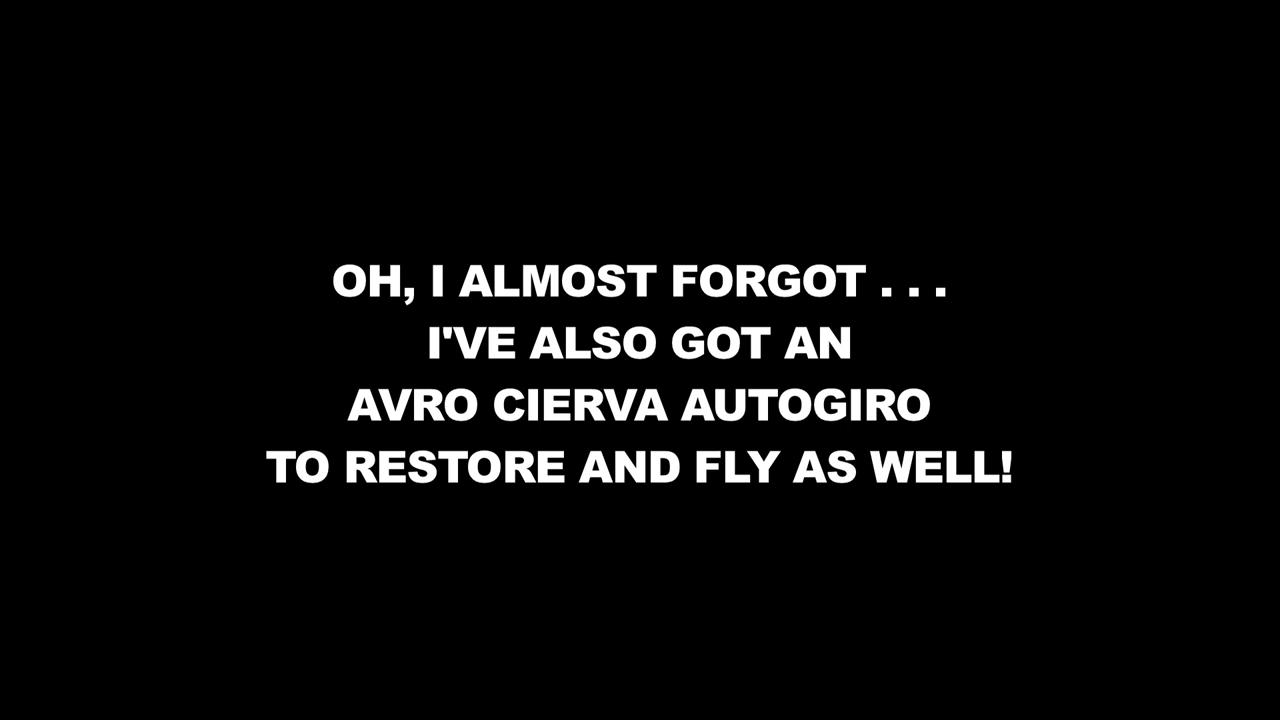 OH, I ALMOST FORGOT . . .
I'VE ALSO GOT AN
AVRO CIERVA AUTOGIRO
TO RESTORE AND FLY AS WELL!